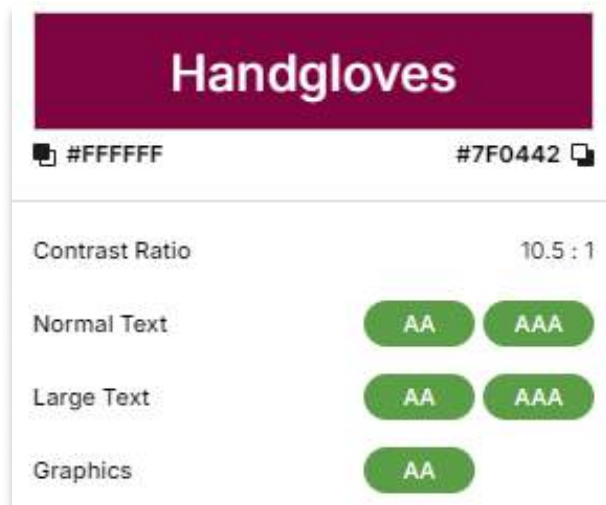 Handgloves
#FFFFFF #7F0442
Contrast Ratio 10.5 : 1
Normal Text AA AAA
Large Text AA AAA
Graphics AA